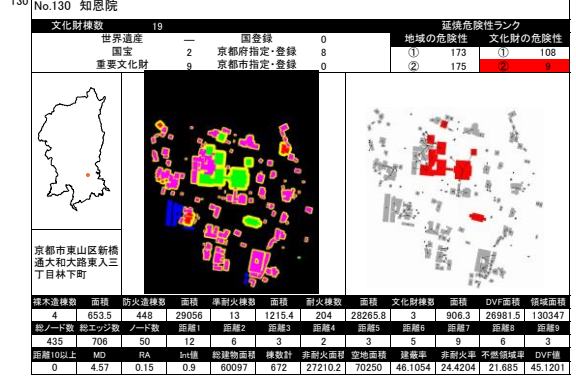 130
No.130 知恩院
文化財棟数 19 延焼危険性ランク
世界遺産 — 国登録 0 地域の危険性 文化財の危険性
国宝 2 京都府指定・登録 8 ① 173 ① 108
重要文化財 9 京都市指定・登録 0 ② 175 ② 9
京都市東山区新橋
通大和大路東入三
丁目林下町
裸木造棟数 面積 防火造棟数 面積 準耐火棟数 面積 耐火棟数 面積 文化財棟数 面積 DVF面積 領域面積
4 653.5 448 29056 13 1215.4 204 28265.8 3 906.3 26981.5 130347
総ノード数 総エッジ数 ノード数 距離1 距離2 距離3 距離4 距離5 距離6 距離7 距離8 距離9
435 706 50 12 6 3 2 3 5 9 6 3
距離10以上 MD RA Int値 総建物面積 棟数計 非耐火面積 空地面積 建蔽率 非耐火率 不燃領域率 DVF値
0 4.57 0.15 0.9 60097 672 27210.2 70250 46.1054 24.4204 21.685 45.1201